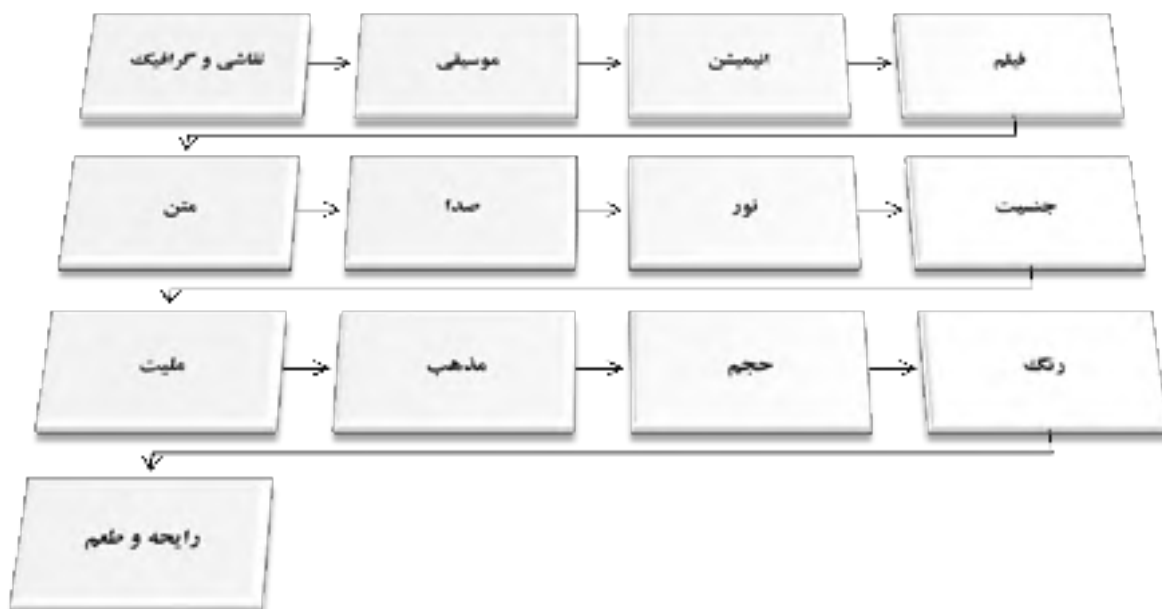 نقاشی و گرافیک
موسیقی
انیمیشن
فیلم
متن
صدا
نور
جنسیت
ملیت
مذهب
حجم
رنگ
رایحه و طعم